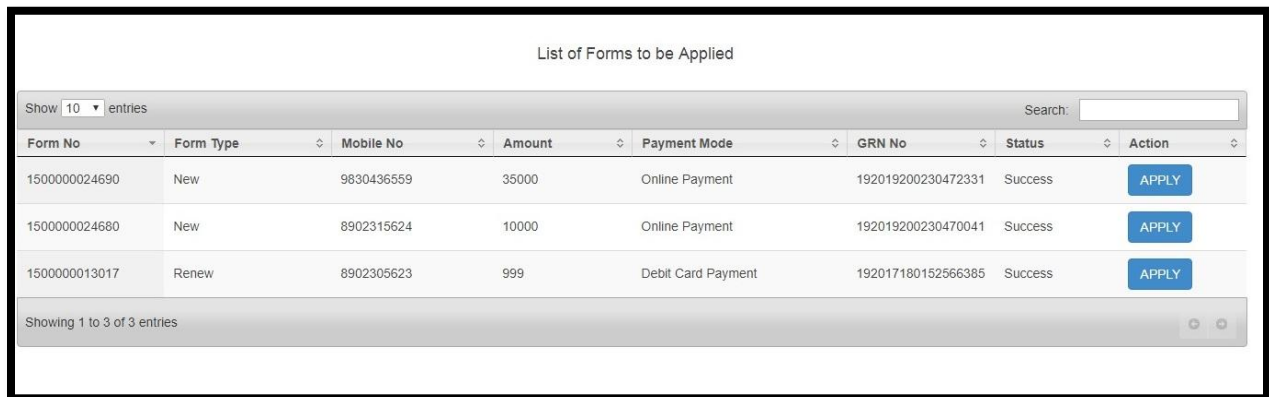 List of Forms to be Applied
Show 10 entries Search:
Form No Form Type Mobile No Amount Payment Mode GRN No Status Action
1500000024690 New 9830436559 35000 Online Payment 192019200230472331 Success APPLY
1500000024680 New 8902315624 10000 Online Payment 192019200230470041 Success APPLY
1500000013017 Renew 8902305623 999 Debit Card Payment 192017180152566385 Success APPLY
Showing 1 to 3 of 3 entries